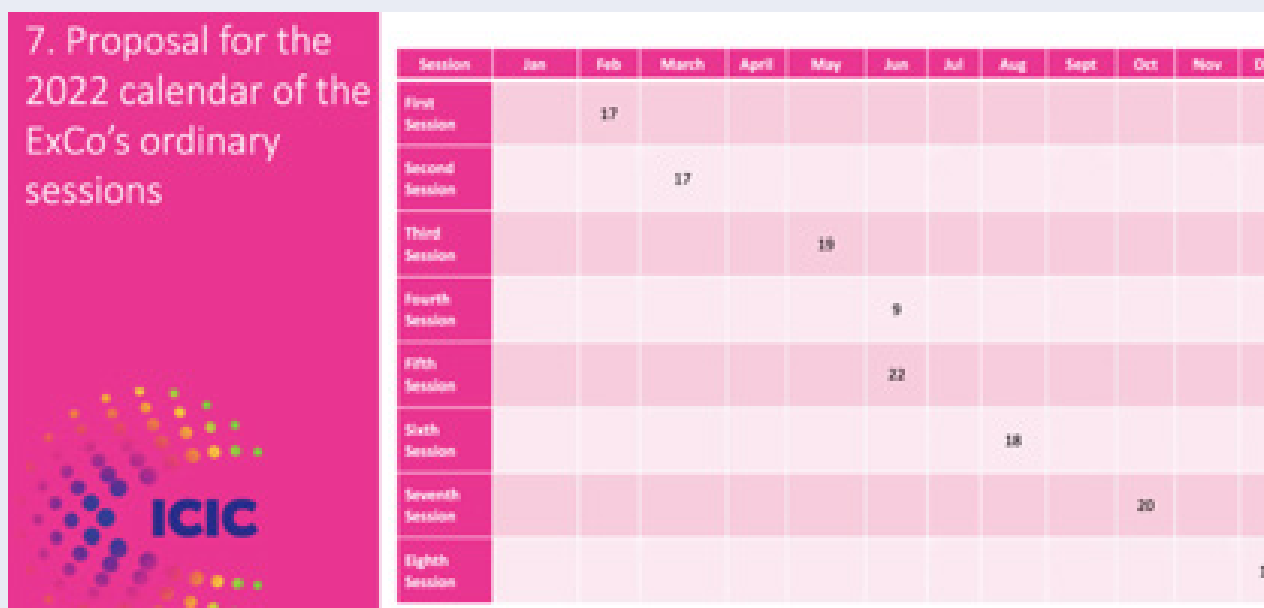 7. Proposal for the
2022 calendar of the
ExCo's ordinary
sessions
ICIC
Session Jan Feb March April May Jun Jul Aug Sept Oct Nov
First
Session 17
Second
Session 17
Third
Session 19
Fourth
Session 9
Fifth
Session 22
Sixth
Session 18
Seventh
Session 20
Eighth
Session